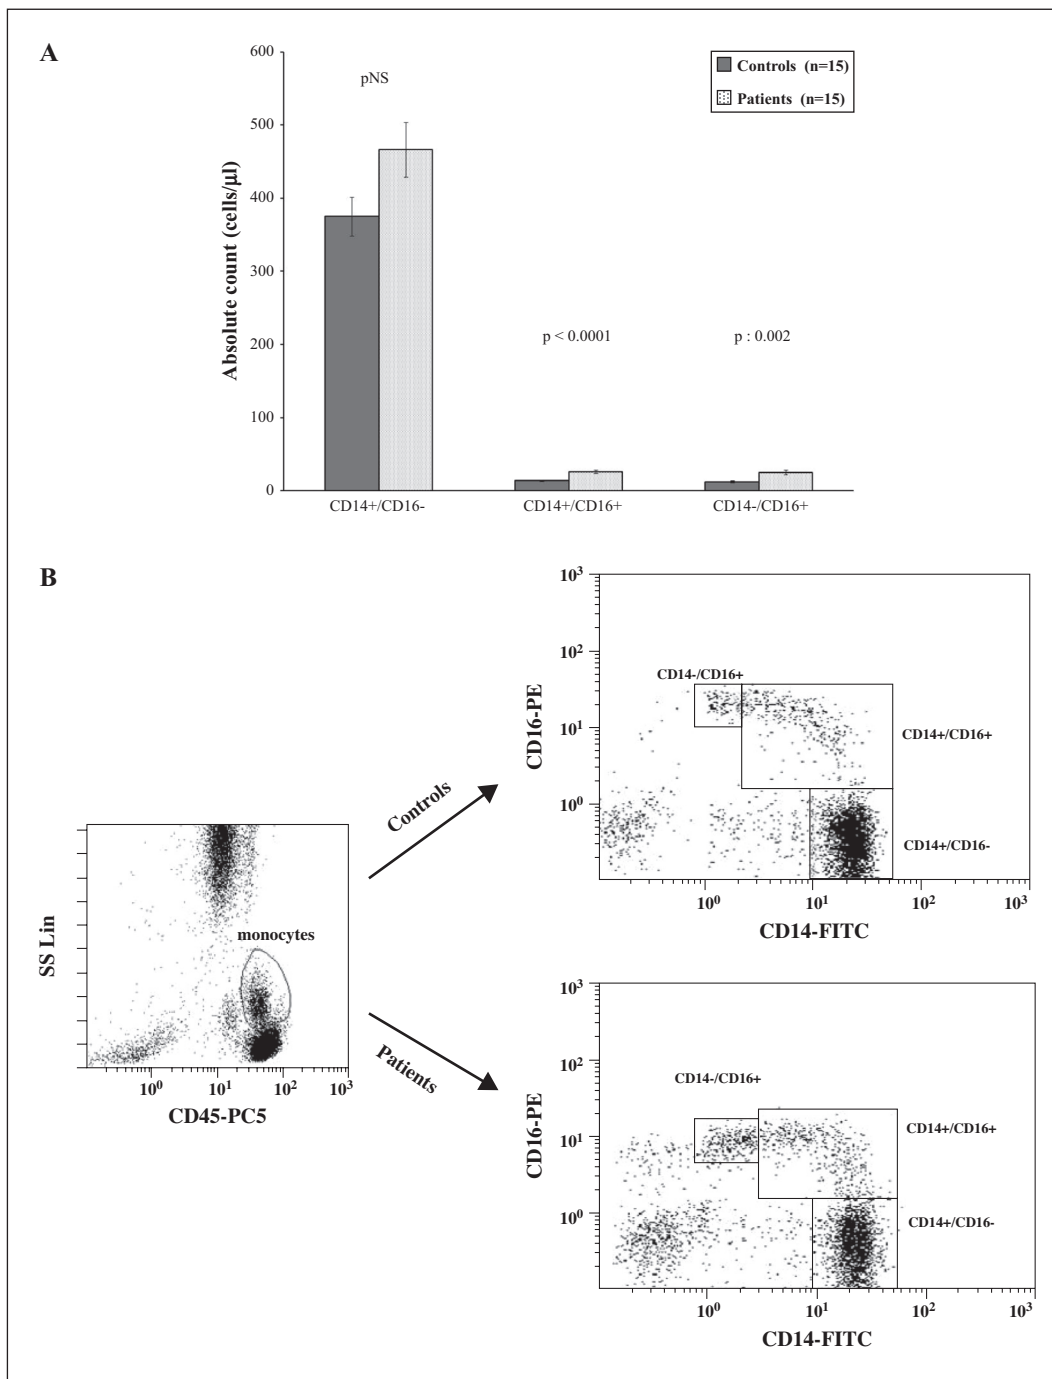 A
600
500
400
300
200
100
0
Absolute count (cells/µl)
pNS
p < 0.0001
p : 0.002
Controls (n=15)
Patients (n=15)
CD14+/CD16-
CD14+/CD16+
CD14-/CD16+
B
SS Lin
monocytes
10⁰ 10¹ 10² 10³
CD45-PC5
Controls
Patients
10³
10²
10¹
10⁰
CD16-PE
CD14-/CD16+
CD14+/CD16+
CD14+/CD16-
10⁰ 10¹ 10² 10³
CD14-FITC
10³
10²
10¹
10⁰
CD16-PE
CD14-/CD16+
CD14+/CD16+
CD14+/CD16-
10⁰ 10¹ 10² 10³
CD14-FITC